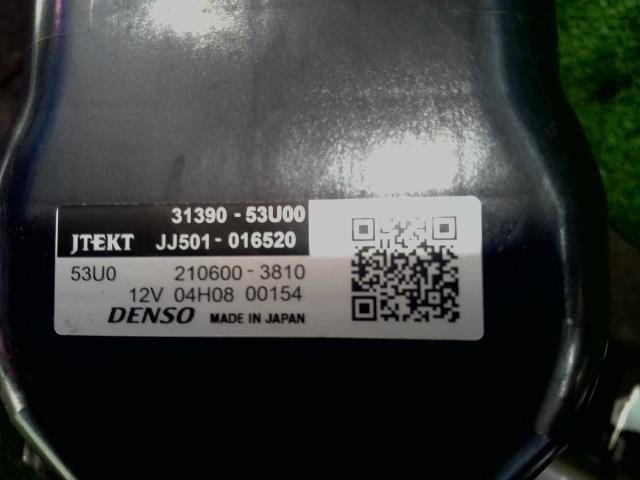 31390 - 53U00
JTEKT JJ501 - 016520
53U0 210600 - 3810
12V 04H08 00154
DENSO MADE IN JAPAN